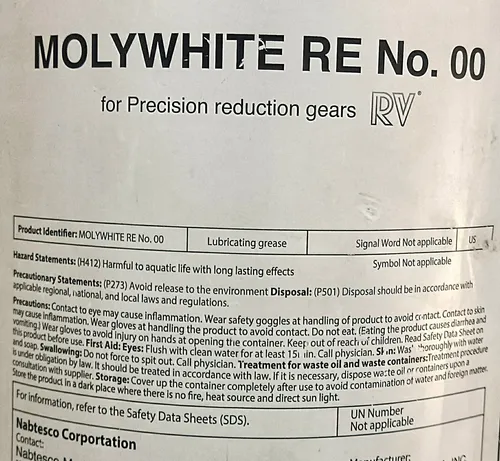 MOLYWHITE RE No. 00
for Precision reduction gears RV®
Product Identifier: MOLYWHITE RE No. 00 Lubricating grease Signal Word Not applicable US
Hazard Statements: (H412) Harmful to aquatic life with long lasting effects Symbol Not applicable
Precautionary Statements: (P273) Avoid release to the environment Disposal: (P501) Disposal should be in accordance with
applicable regional, national, and local laws and regulations.
Precautions: Contact to eye may cause inflammation. Wear safety goggles at handling of product to avoid contact. Contact to skin
may cause inflammation. Wear gloves at handling the product to avoid contact. Do not eat. (Eating the product causes diarrhea and
vomiting.) Wear gloves to avoid injury on hands at opening the container. Keep out of reach of children. Read Safety Data Sheet on
this product before use. First Aid: Eyes: Flush with clean water for at least 15 min. Call physician. Skin: Wash thoroughly with water
and soap. Swallowing: Do not force to spit out. Call physician. Treatment for waste oil and waste containers: Treatment procedure
is under obligation by law. It should be treated in accordance with law. If it is necessary, dispose waste oil or containers upon a
consultation with supplier. Storage: Cover up the container completely after use to avoid contamination of water and foreign matter.
Store the product in a dark place where there is no fire, heat source and direct sun light.
For information, refer to the Safety Data Sheets (SDS). UN Number
Not applicable
Nabtesco Corportation
Contact:
Manufacturer:
Nabtesco
INC.